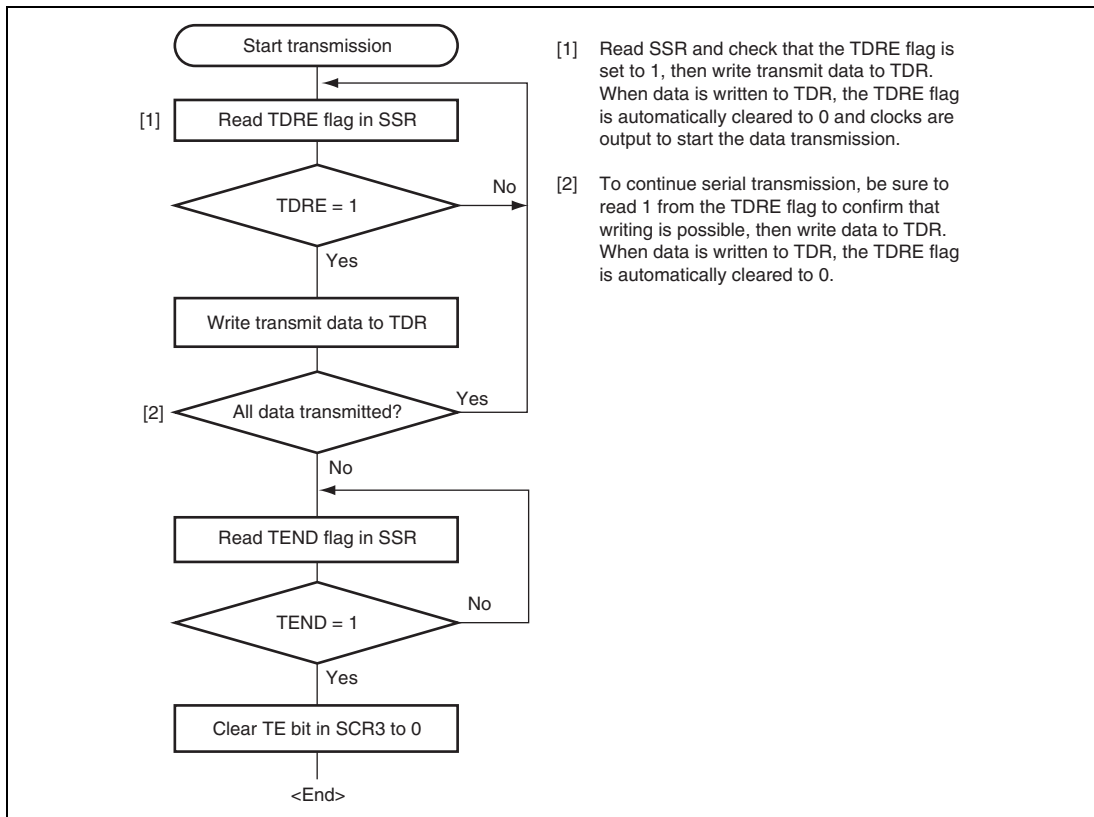 Start transmission
[1] Read TDRE flag in SSR
TDRE = 1
No
Yes
Write transmit data to TDR
[2] All data transmitted?
Yes
No
Read TEND flag in SSR
TEND = 1
No
Yes
Clear TE bit in SCR3 to 0
<End>
[1] Read SSR and check that the TDRE flag is
set to 1, then write transmit data to TDR.
When data is written to TDR, the TDRE flag
is automatically cleared to 0 and clocks are
output to start the data transmission.
[2] To continue serial transmission, be sure to
read 1 from the TDRE flag to confirm that
writing is possible, then write data to TDR.
When data is written to TDR, the TDRE flag
is automatically cleared to 0.